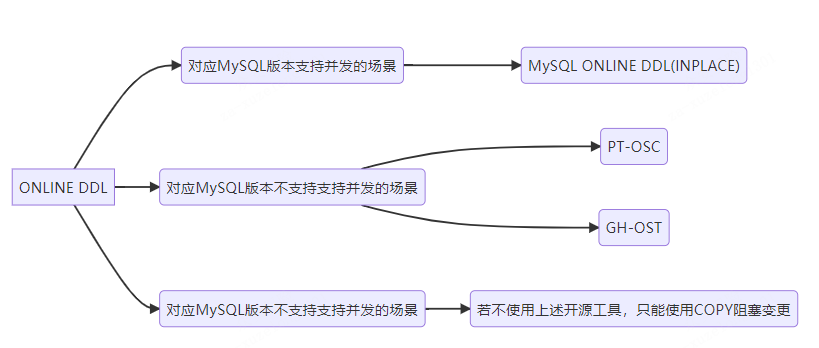 对应MySQL版本支持并发的场景
MySQL ONLINE DDL(INPLACE)
PT-OSC
ONLINE DDL
对应MySQL版本不支持支持并发的场景
GH-OST
对应MySQL版本不支持支持并发的场景
若不使用上述开源工具，只能使用COPY阻塞变更